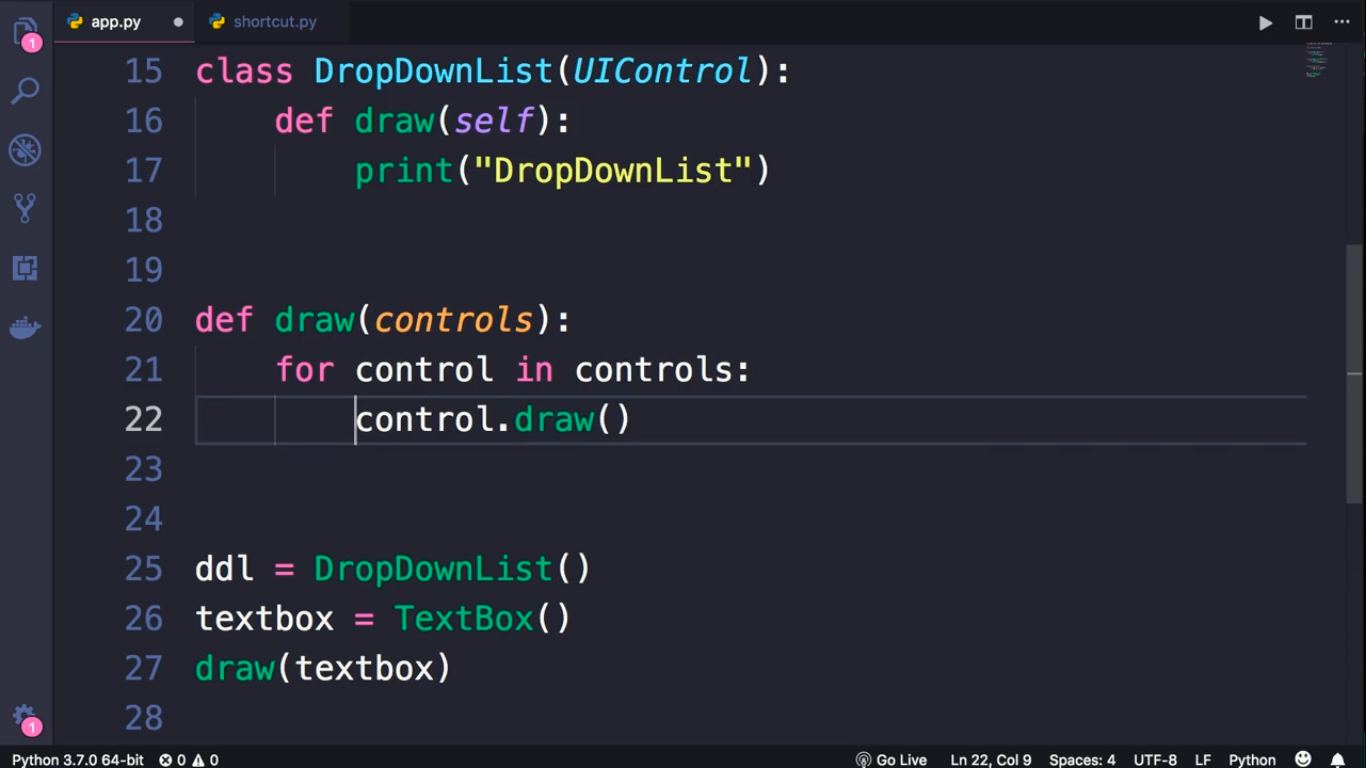 app.py shortcut.py
1
15 class DropDownList(UIControl):
16 def draw(self):
17 print("DropDownList")
18
19
20 def draw(controls):
21 for control in controls:
22 control.draw()
23
24
25 ddl = DropDownList()
26 textbox = TextBox()
27 draw(textbox)
28
1
Python 3.7.0 64-bit 0 0 Go Live Ln 22, Col 9 Spaces: 4 UTF-8 LF Python